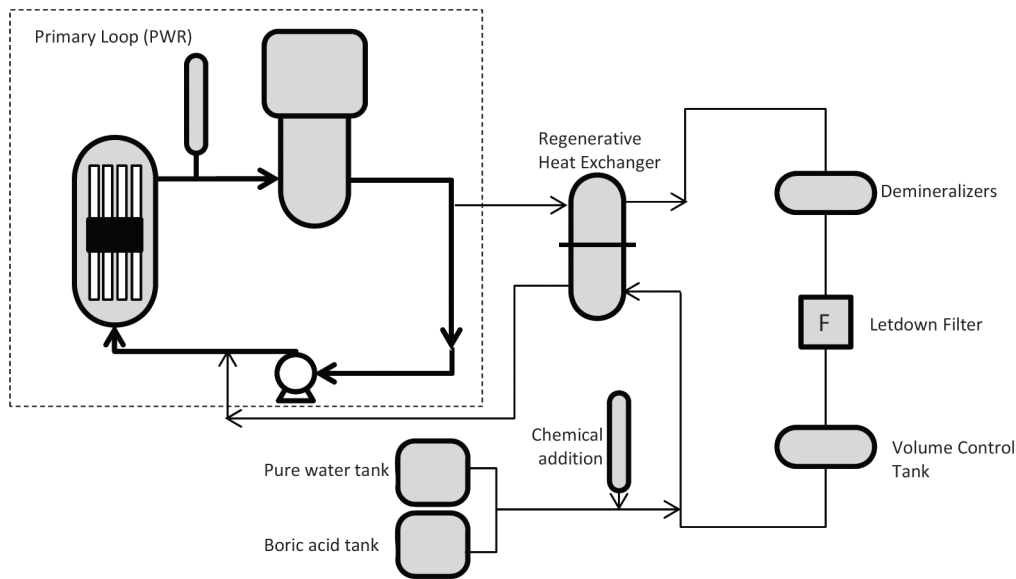 Primary Loop (PWR)
Regenerative
Heat Exchanger
Demineralizers
F
Letdown Filter
Chemical
addition
Volume Control
Tank
Pure water tank
Boric acid tank